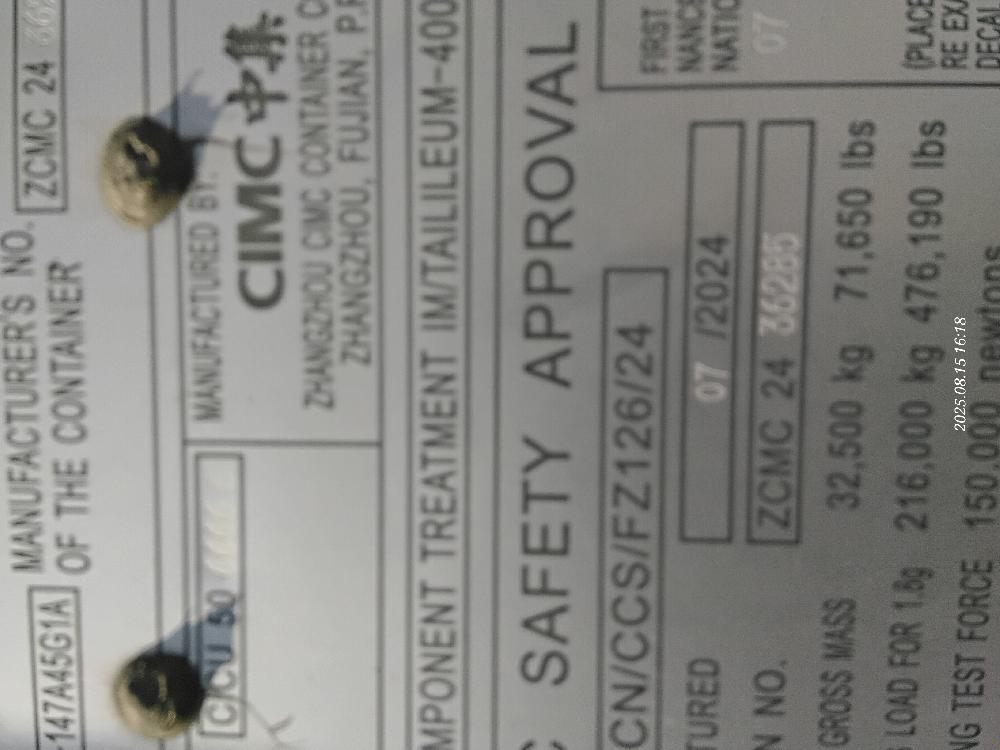 -147A45G1A
MANUFACTURER'S NO.
OF THE CONTAINER
ZCMC 24
50
MANUFACTURED BY:
CIMC 中集
ZHANGZHOU CIMC CONTAINER
ZHANGZHOU, FUJIAN, P.R
MPONENT TREATMENT IM/TAILILEUM-400
SAFETY APPROVAL
CN/CCS/FZ126/24
TURED 07 /2024
N NO. ZCMC 24 36285
GROSS MASS 32,500 kg 71,650 lbs
LOAD FOR 1.8g 216,000 kg 476,190 lbs
NG TEST FORCE 150.000 newtons
FIRST
NANCE
NATIO
07
(PLACE
RE EXA
DECAL
2025.08.15 16:18